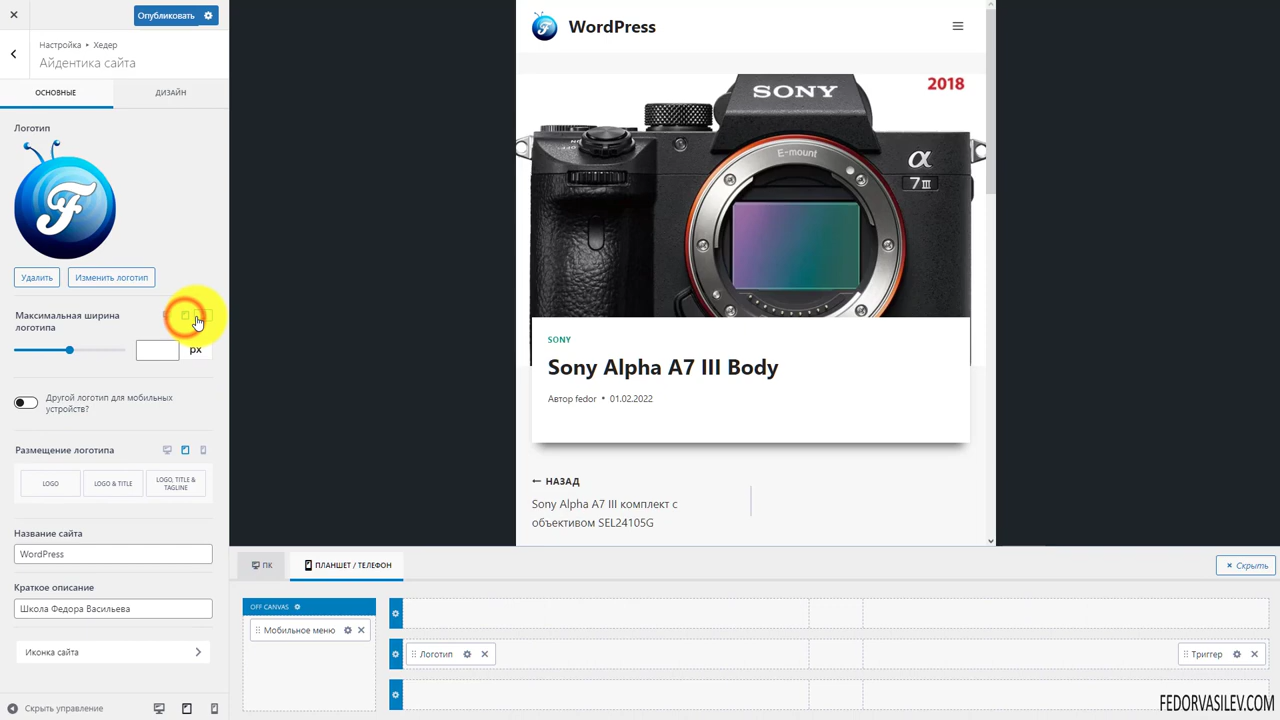 Опубликовать
Настройка ▸ Хедер
Айдентика сайта
ОСНОВНЫЕ
ДИЗАЙН
Логотип
F
Удалить
Изменить логотип
Максимальная ширина
логотипа
px
Другой логотип для мобильных
устройств?
Размещение логотипа
LOGO
LOGO & TITLE
LOGO, TITLE &
TAGLINE
Название сайта
WordPress
Краткое описание
Школа Федора Васильева
Иконка сайта
Скрыть управление
F
WordPress
2018
SONY
E-mount
α
7III
SONY
Sony Alpha A7 III Body
Автор fedor • 01.02.2022
← НАЗАД
Sony Alpha A7 III комплект с
объективом SEL24105G
ПК
ПЛАНШЕТ / ТЕЛЕФОН
× Скрыть
OFF CANVAS
Мобильное меню
Логотип
Триггер
FEDORVASILEV.COM